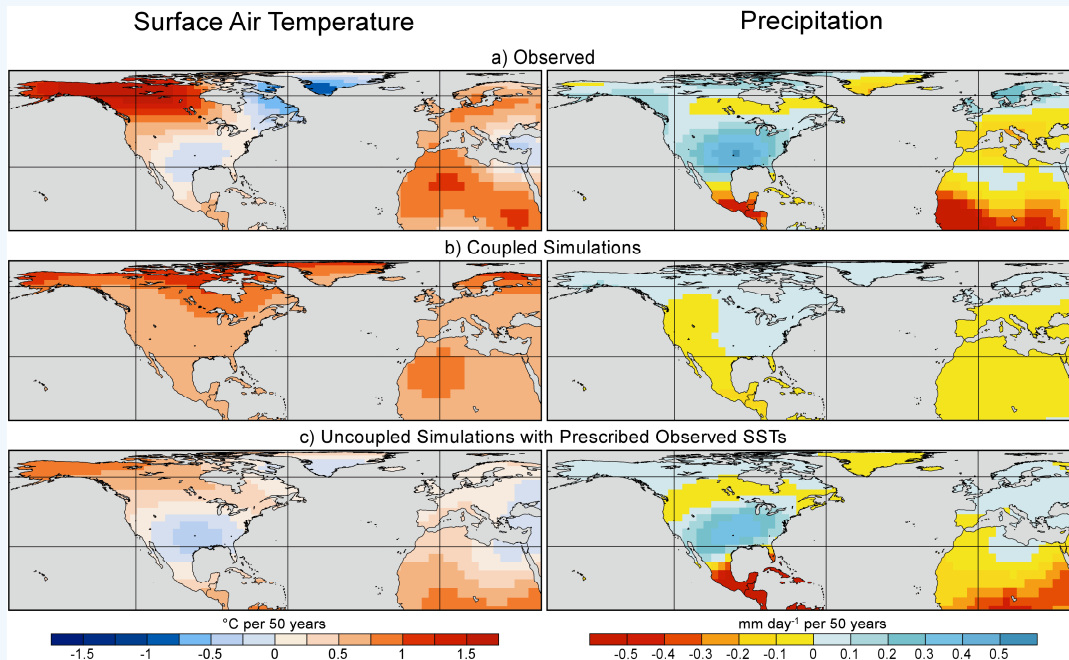 Surface Air Temperature
Precipitation
a) Observed
b) Coupled Simulations
c) Uncoupled Simulations with Prescribed Observed SSTs
°C per 50 years
-1.5 -1 -0.5 0 0.5 1 1.5
mm day⁻¹ per 50 years
-0.5 -0.4 -0.3 -0.2 -0.1 0 0.1 0.2 0.3 0.4 0.5